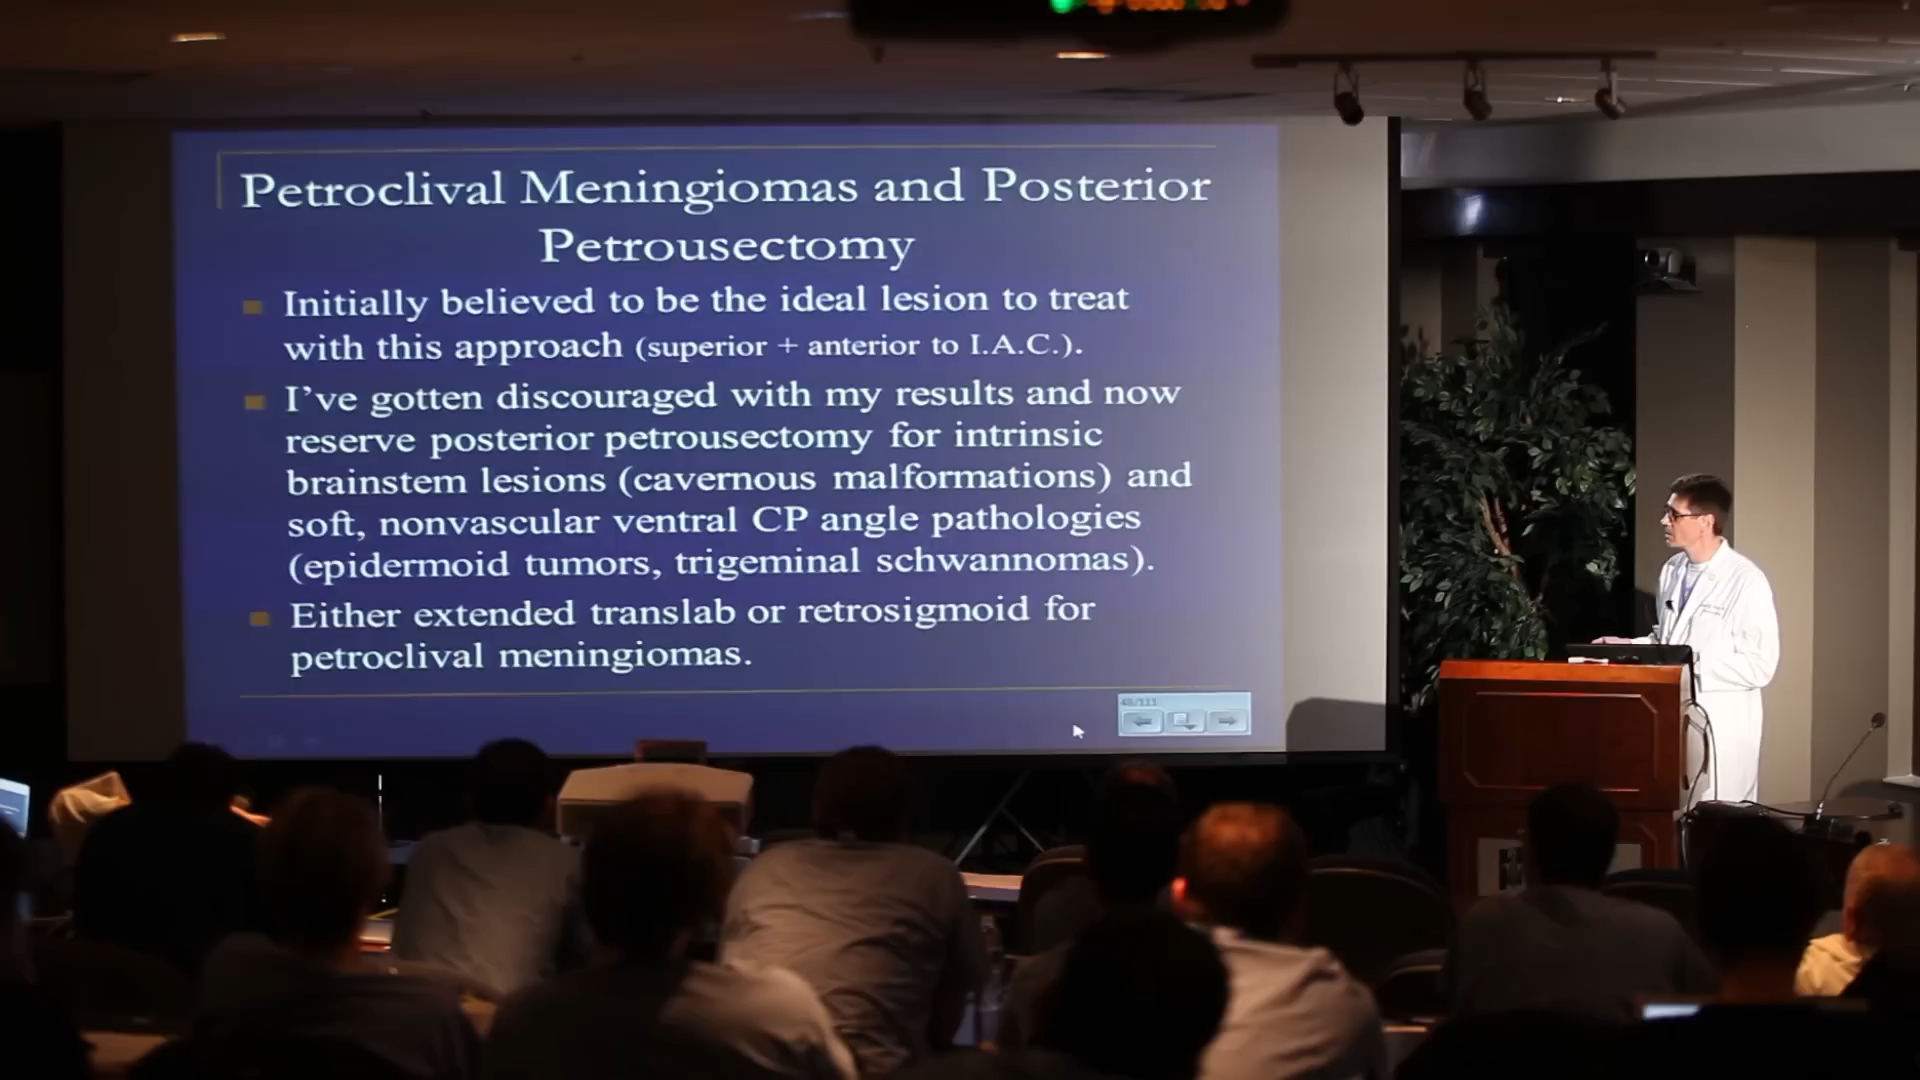 Petroclival Meningiomas and Posterior
Petrousectomy
Initially believed to be the ideal lesion to treat
with this approach (superior + anterior to I.A.C.).
I've gotten discouraged with my results and now
reserve posterior petrousectomy for intrinsic
brainstem lesions (cavernous malformations) and
soft, nonvascular ventral CP angle pathologies
(epidermoid tumors, trigeminal schwannomas).
Either extended translab or retrosigmoid for
petroclival meningiomas.